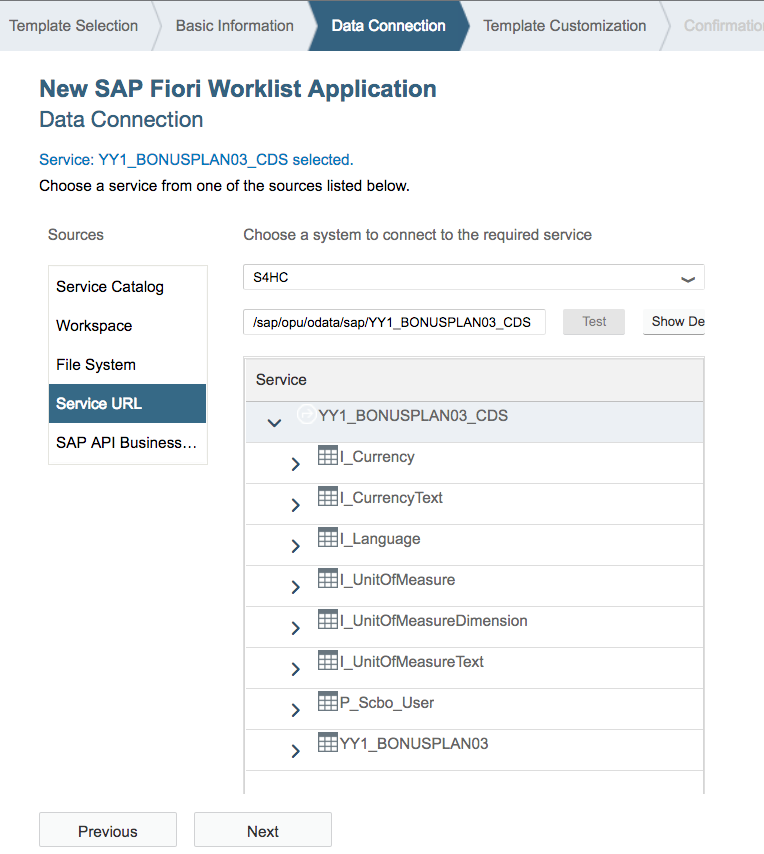 Template Selection
Basic Information
Data Connection
Template Customization
Confirmatio
New SAP Fiori Worklist Application
Data Connection
Service: YY1_BONUSPLAN03_CDS selected.
Choose a service from one of the sources listed below.
Sources
Service Catalog
Workspace
File System
Service URL
SAP API Business…
Choose a system to connect to the required service
S4HC
/sap/opu/odata/sap/YY1_BONUSPLAN03_CDS
Test
Show De
Service
YY1_BONUSPLAN03_CDS
I_Currency
I_CurrencyText
I_Language
I_UnitOfMeasure
I_UnitOfMeasureDimension
I_UnitOfMeasureText
P_Scbo_User
YY1_BONUSPLAN03
Previous
Next